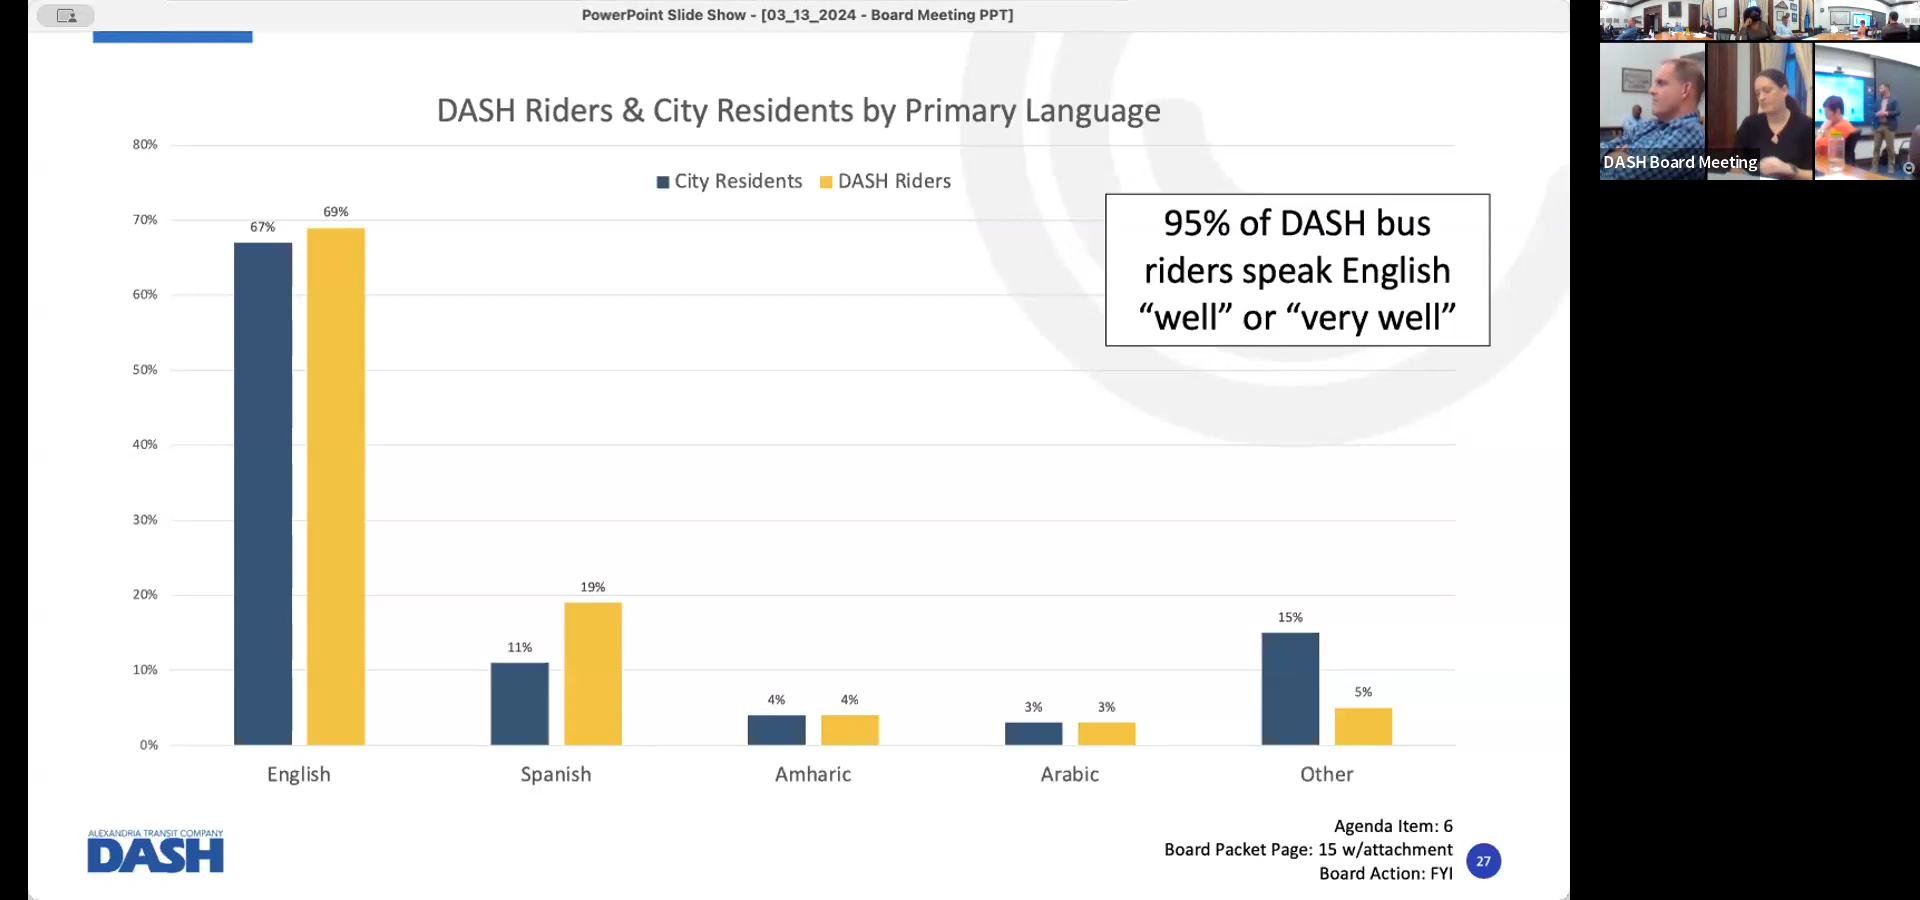 PowerPoint Slide Show - [03_13_2024 - Board Meeting PPT]
DASH Riders & City Residents by Primary Language
City Residents
DASH Riders
95% of DASH bus
riders speak English
“well” or “very well”
80%
70%
60%
50%
40%
30%
20%
10%
0%
67%
69%
11%
19%
4%
4%
3%
3%
15%
5%
English
Spanish
Amharic
Arabic
Other
ALEXANDRIA TRANSIT COMPANY
DASH
Agenda Item: 6
Board Packet Page: 15 w/attachment
Board Action: FYI
27
DASH Board Meeting